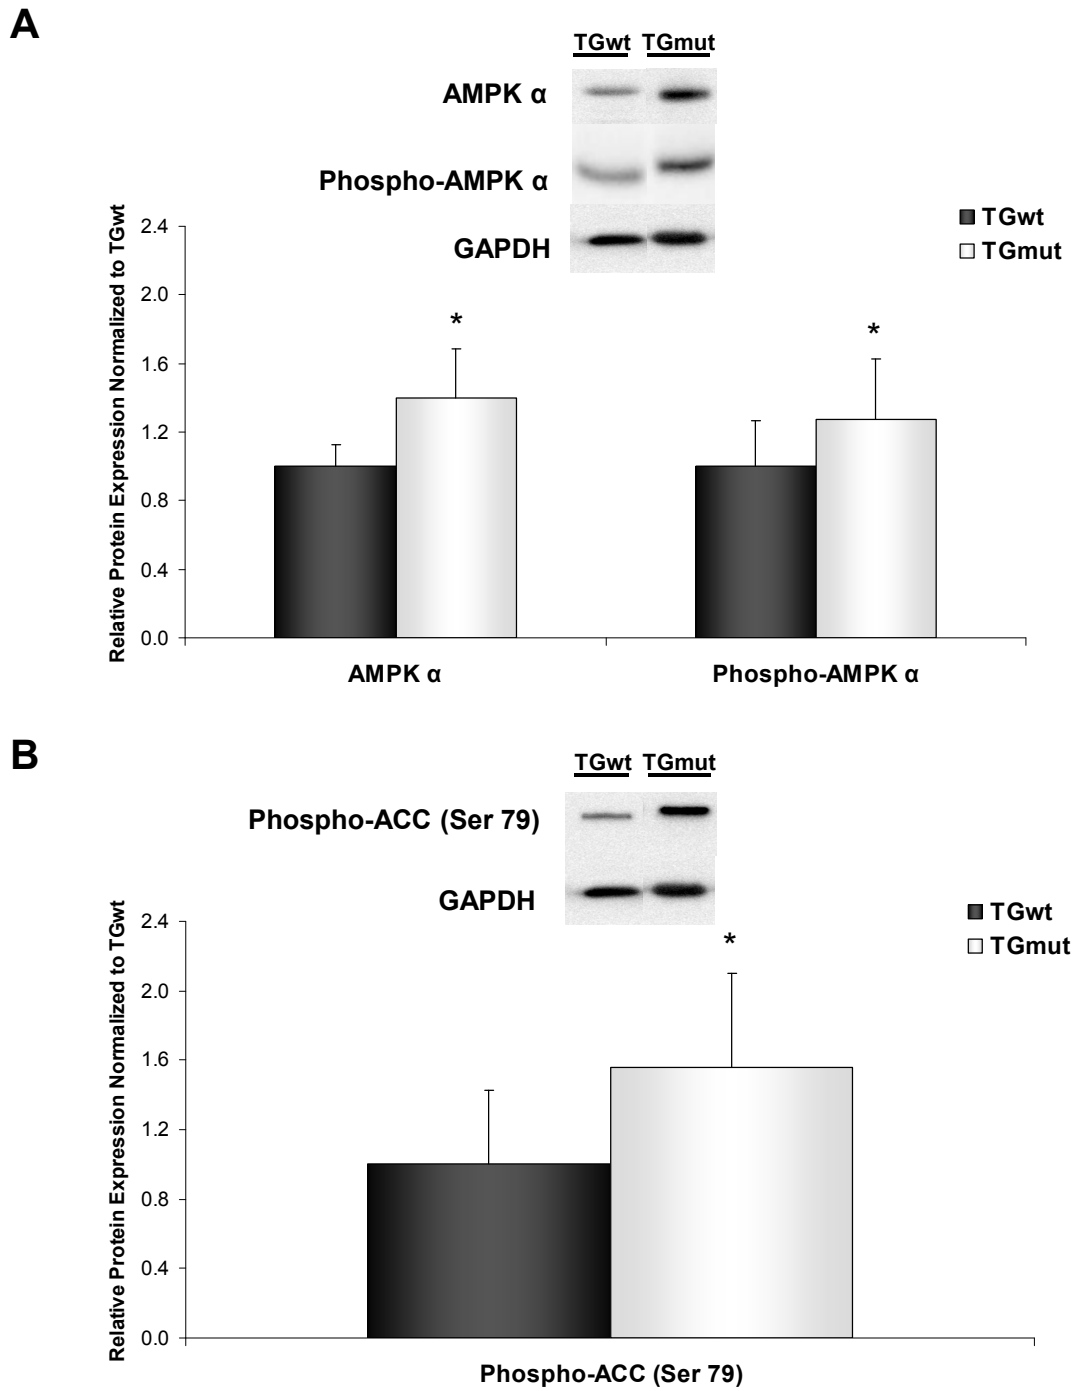 A
TGwt TGmut
AMPK α
Phospho-AMPK α
GAPDH
TGwt
TGmut
Relative Protein Expression Normalized to TGwt
2.4
2.0
1.6
1.2
0.8
0.4
0.0
*
*
AMPK α
Phospho-AMPK α
B
TGwt TGmut
Phospho-ACC (Ser 79)
GAPDH
TGwt
TGmut
Relative Protein Expression Normalized to TGwt
2.4
2.0
1.6
1.2
0.8
0.4
0.0
*
Phospho-ACC (Ser 79)